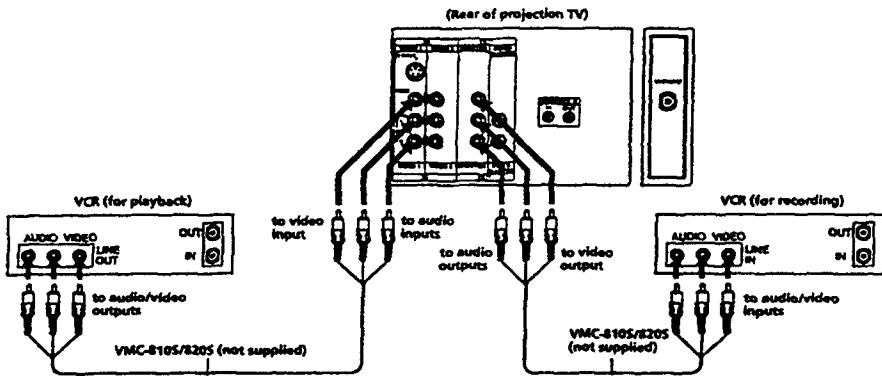 (Rear of projection TV)
VCR (for playback)
AUDIO VIDEO
LINE
OUT
OUT
IN
to audio/video
outputs
VMC-810S/820S (not supplied)
to video
input
to audio
inputs
to audio
outputs
to video
output
VMC-810S/820S
(not supplied)
VCR (for recording)
AUDIO VIDEO
LINE
IN
OUT
IN
to audio/video
inputs